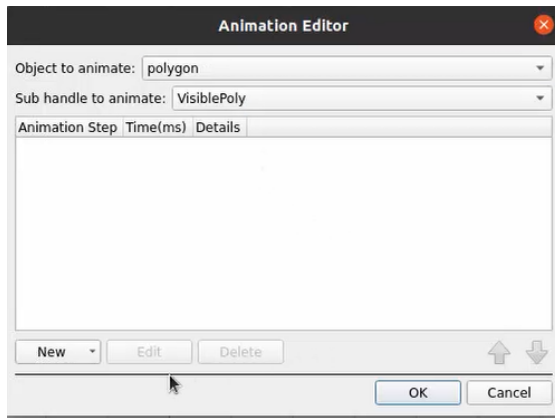 Animation Editor
Object to animate: polygon
Sub handle to animate: VisiblePoly
Animation Step Time(ms) Details
New Edit Delete
OK Cancel